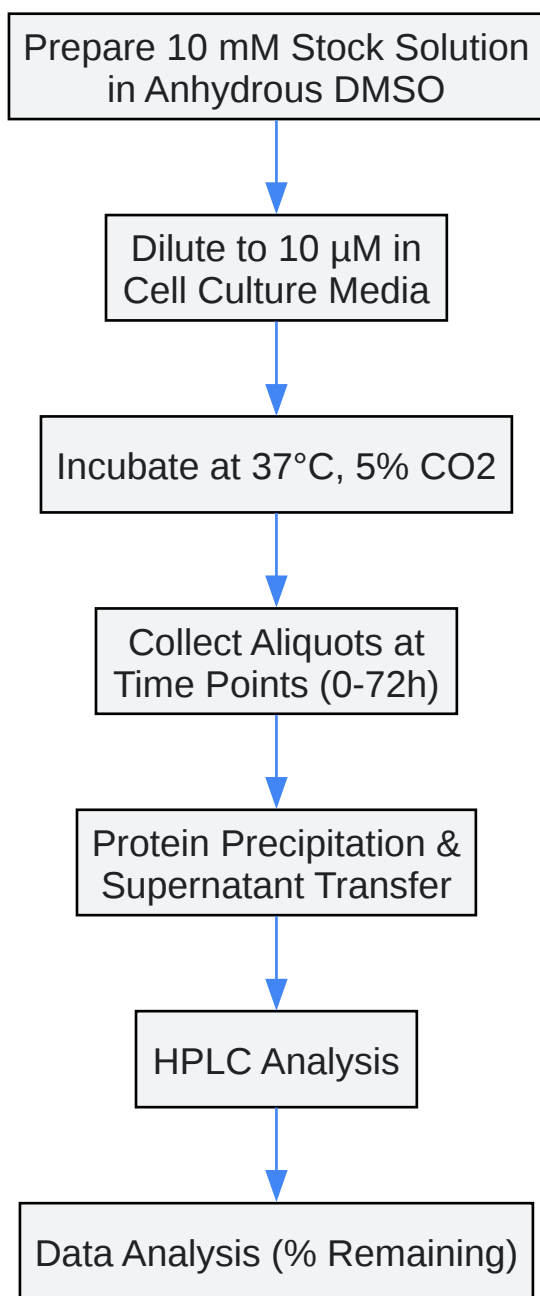 Prepare 10 mM Stock Solution
in Anhydrous DMSO
Dilute to 10 µM in
Cell Culture Media
Incubate at 37°C, 5% CO2
Collect Aliquots at
Time Points (0-72h)
Protein Precipitation &
Supernatant Transfer
HPLC Analysis
Data Analysis (% Remaining)